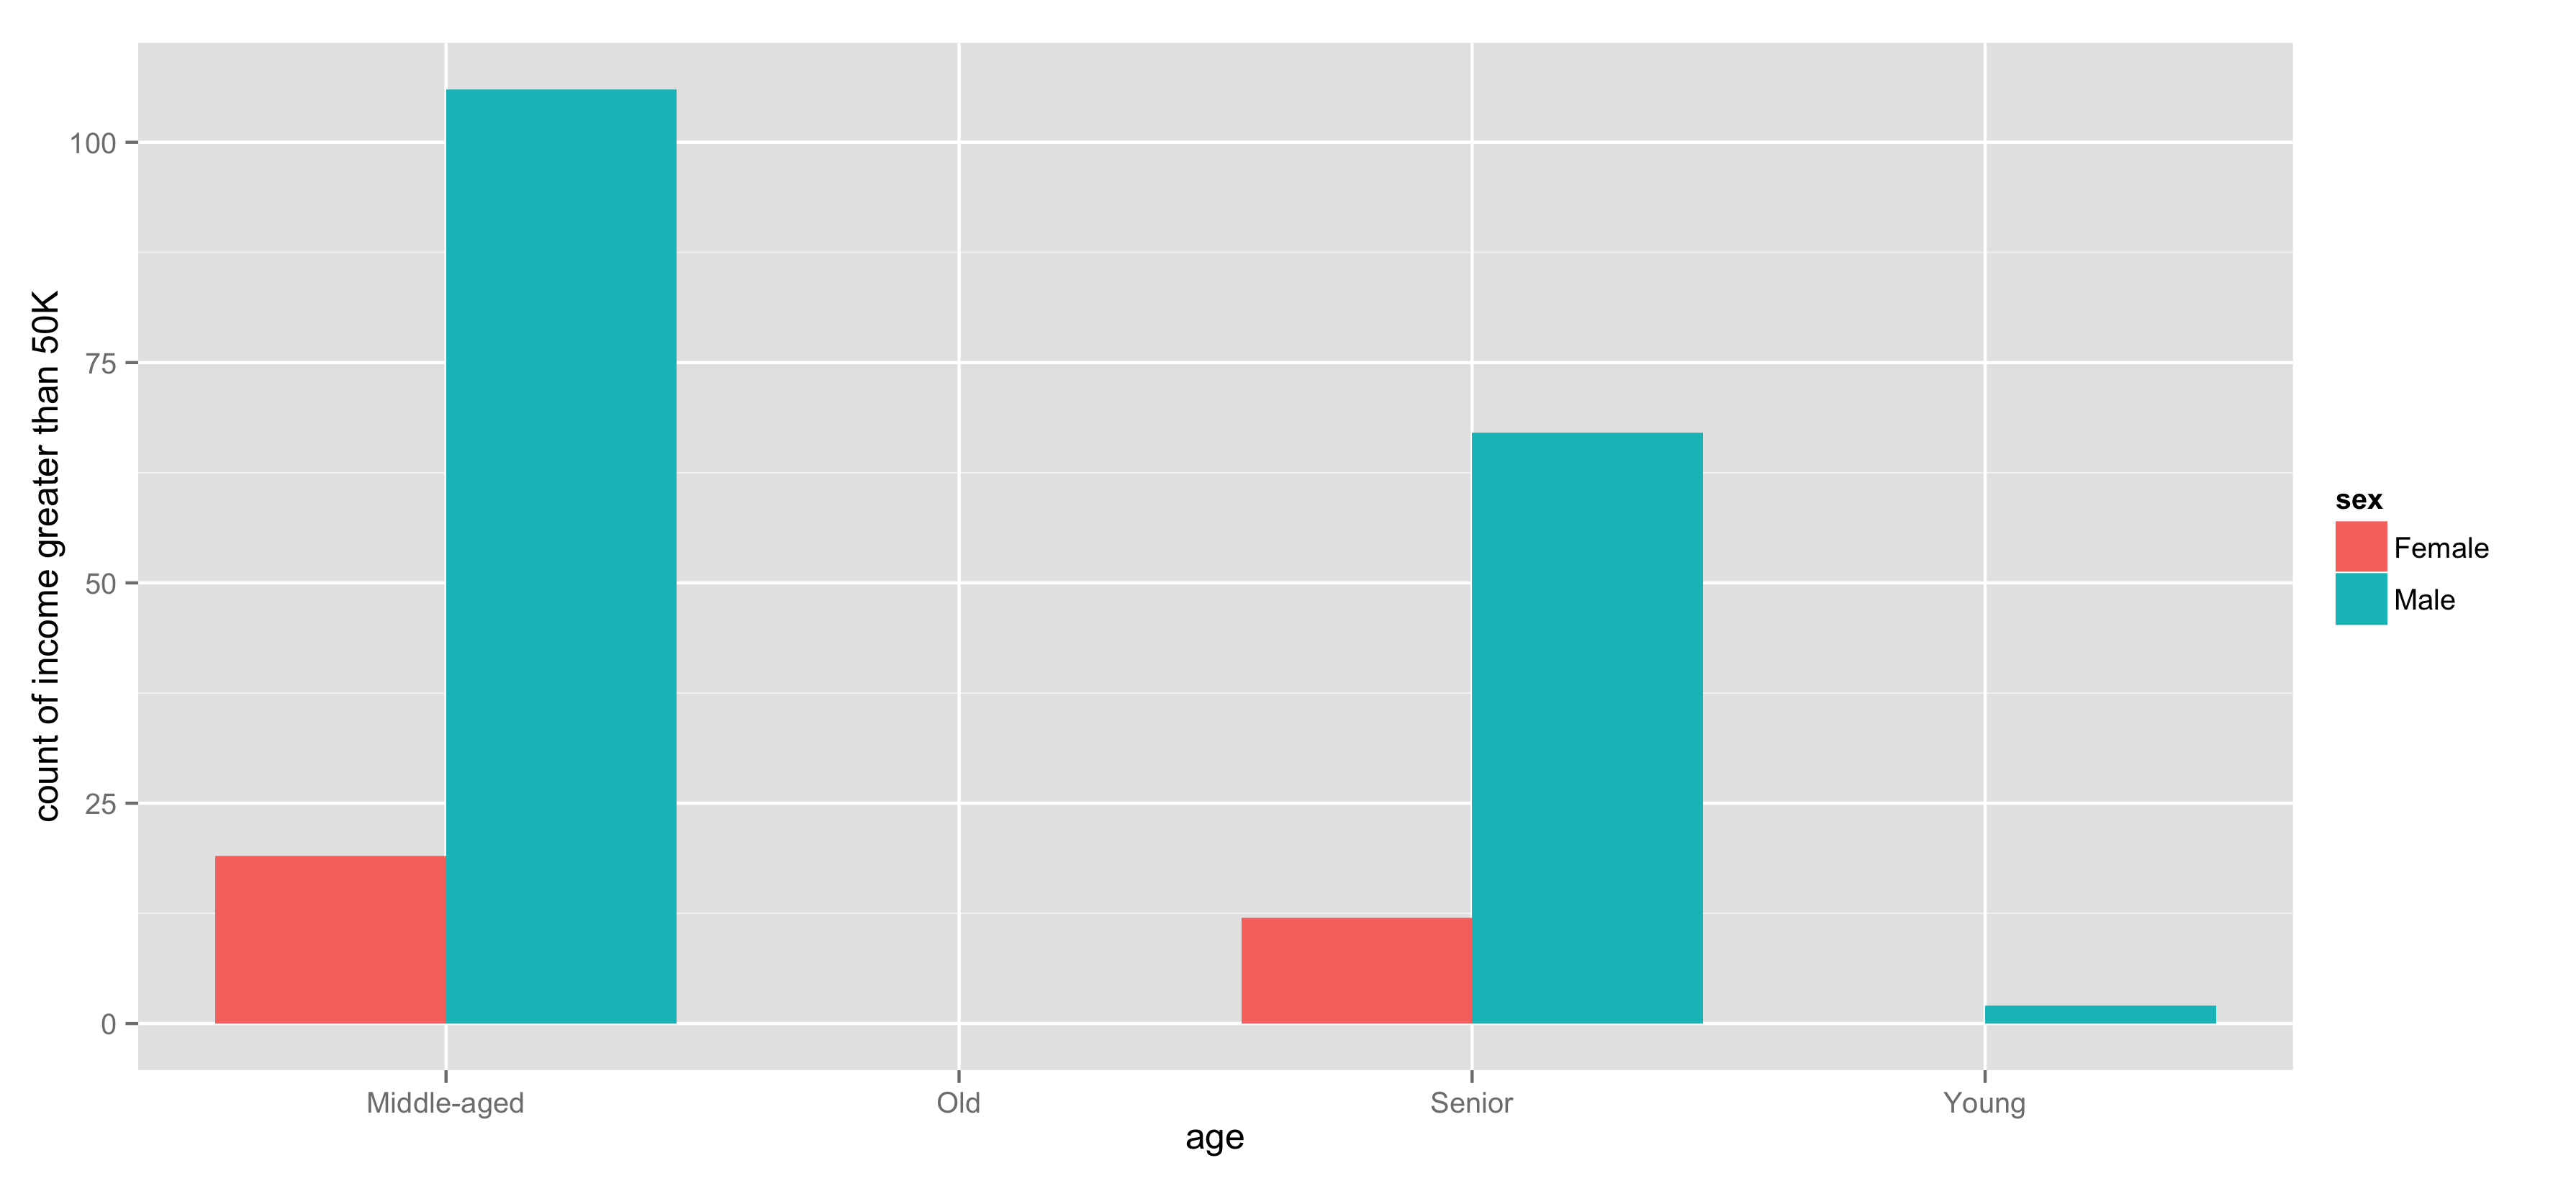 count of income greater than 50K
100
75
50
25
0
Middle-aged
Old
Senior
Young
age
sex
Female
Male